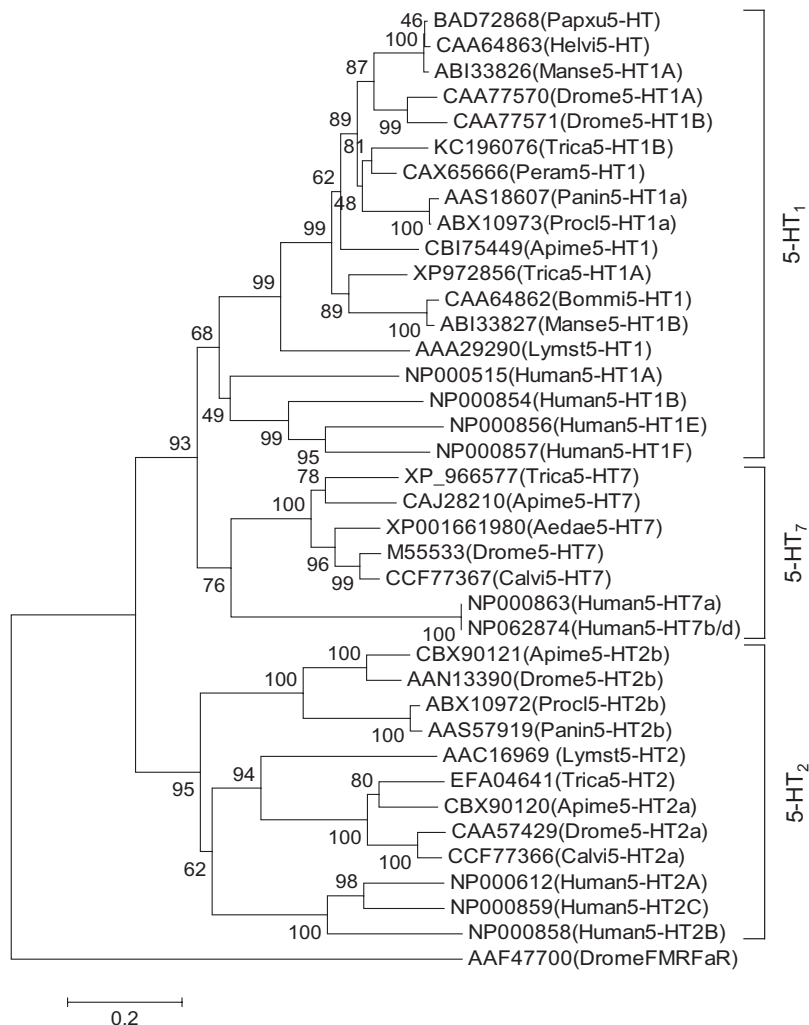 46
BAD72868(Papxu5-HT)
100
CAA64863(Helvi5-HT)
ABI33826(Manse5-HT1A)
87
CAA77570(Drome5-HT1A)
99
CAA77571(Drome5-HT1B)
89
81
KC196076(Trica5-HT1B)
CAX65666(Peram5-HT1)
62
48
AAS18607(Panin5-HT1a)
100
ABX10973(Procl5-HT1a)
99
CBI75449(Apime5-HT1)
XP972856(Trica5-HT1A)
89
CAA64862(Bommi5-HT1)
100
ABI33827(Manse5-HT1B)
99
AAA29290(Lymst5-HT1)
68
NP000515(Human5-HT1A)
49
NP000854(Human5-HT1B)
99
NP000856(Human5-HT1E)
95
NP000857(Human5-HT1F)
5-HT1
93
78
XP_966577(Trica5-HT7)
100
CAJ28210(Apime5-HT7)
XP001661980(Aedae5-HT7)
96
M55533(Drome5-HT7)
99
CCF77367(Calvi5-HT7)
76
NP000863(Human5-HT7a)
100
NP062874(Human5-HT7b/d)
5-HT7
100
CBX90121(Apime5-HT2b)
100
AAN13390(Drome5-HT2b)
ABX10972(Procl5-HT2b)
100
AAS57919(Panin5-HT2b)
95
94
AAC16969 (Lymst5-HT2)
80
EFA04641(Trica5-HT2)
CBX90120(Apime5-HT2a)
100
CAA57429(Drome5-HT2a)
100
CCF77366(Calvi5-HT2a)
62
98
NP000612(Human5-HT2A)
NP000859(Human5-HT2C)
100
NP000858(Human5-HT2B)
5-HT2
AAF47700(DromeFMRFaR)
0.2